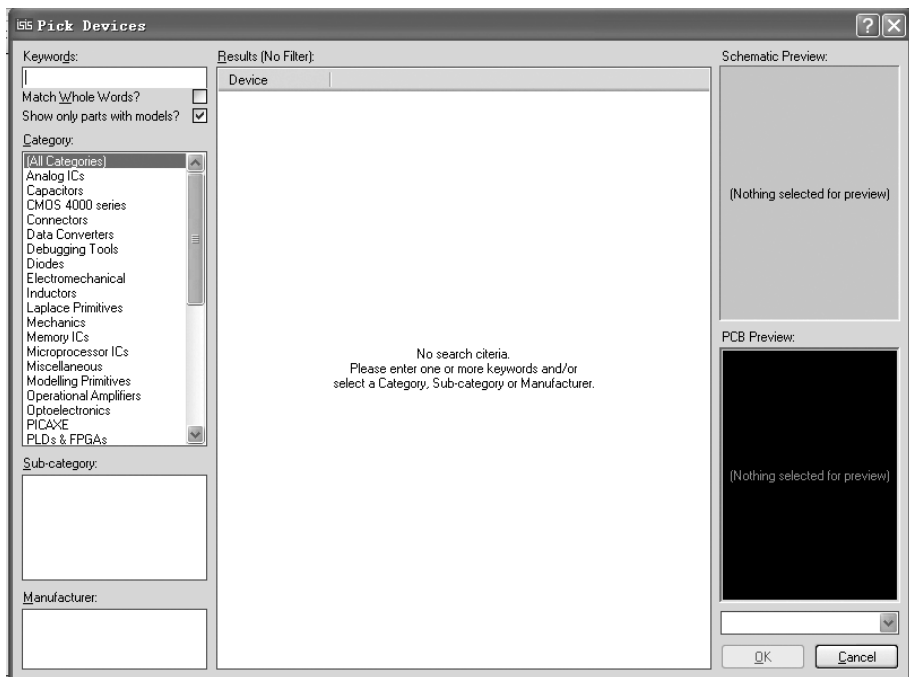 isis Pick Devices
Keywords:
Match Whole Words?
Show only parts with models?
Category:
(All Categories)
Analog ICs
Capacitors
CMOS 4000 series
Connectors
Data Converters
Debugging Tools
Diodes
Electromechanical
Inductors
Laplace Primitives
Mechanics
Memory ICs
Microprocessor ICs
Miscellaneous
Modelling Primitives
Operational Amplifiers
Optoelectronics
PICAXE
PLDs & FPGAs
Sub-category:
Manufacturer:
Results (No Filter):
Device
No search citeria.
Please enter one or more keywords and/or
select a Category, Sub-category or Manufacturer.
Schematic Preview:
(Nothing selected for preview)
PCB Preview:
(Nothing selected for preview)
OK
Cancel